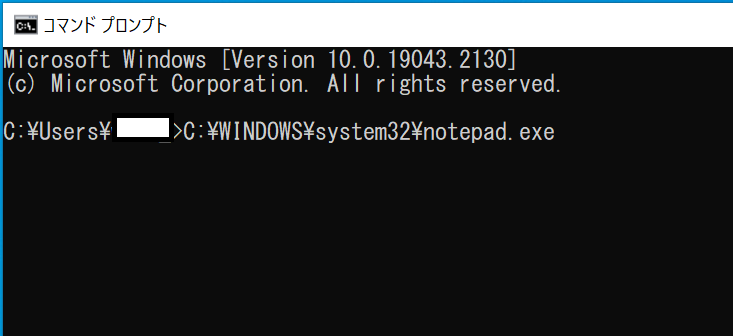 コマンド プロンプト
Microsoft Windows [Version 10.0.19043.2130]
(c) Microsoft Corporation. All rights reserved.
C:¥Users¥ >C:¥WINDOWS¥system32¥notepad.exe